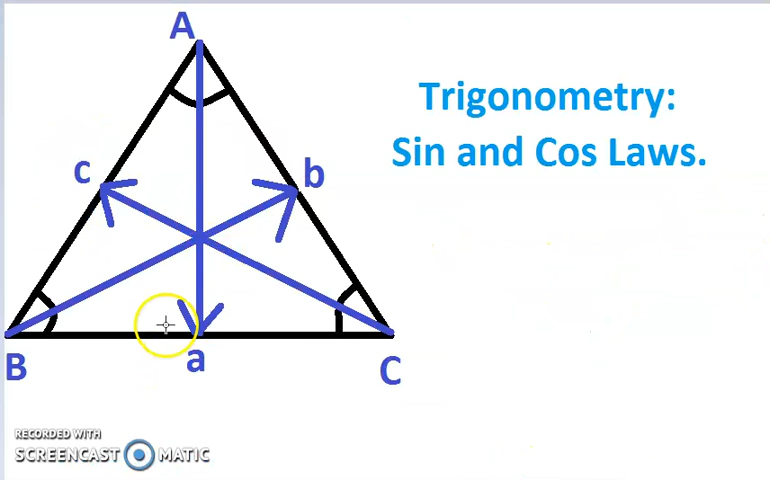 A
Trigonometry:
Sin and Cos Laws.
c
b
B
a
C
RECORDED WITH
SCREENCAST MATIC